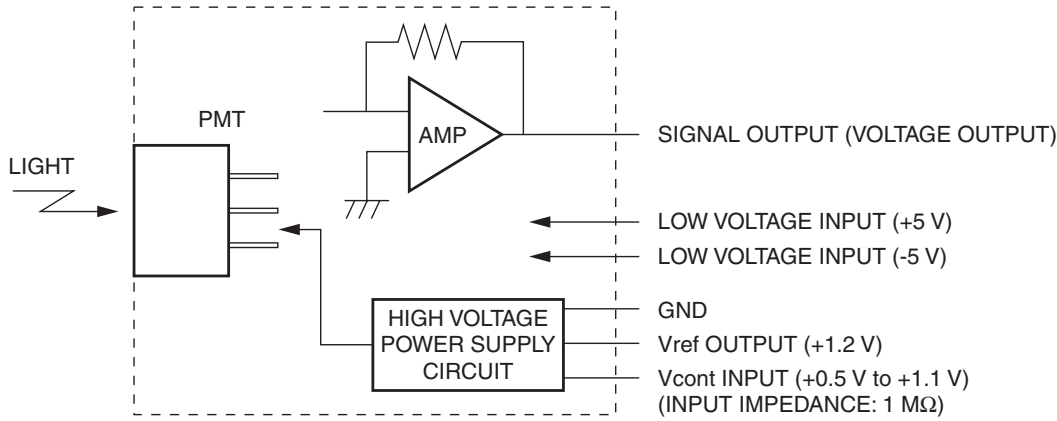 PMT
AMP
LIGHT
SIGNAL OUTPUT (VOLTAGE OUTPUT)
LOW VOLTAGE INPUT (+5 V)
LOW VOLTAGE INPUT (-5 V)
HIGH VOLTAGE
POWER SUPPLY
CIRCUIT
GND
Vref OUTPUT (+1.2 V)
Vcont INPUT (+0.5 V to +1.1 V)
(INPUT IMPEDANCE: 1 MΩ)